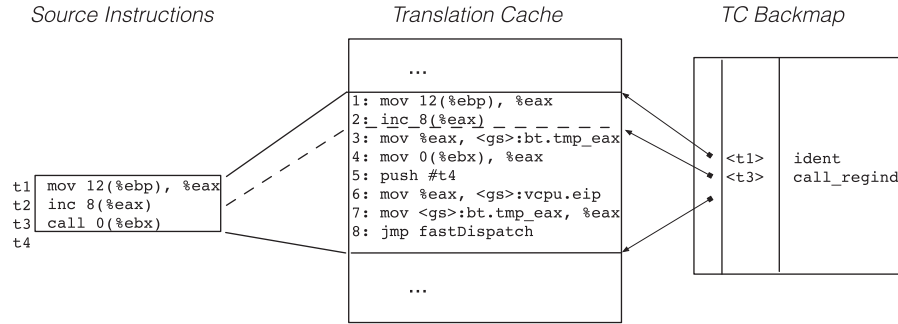 Source Instructions
Translation Cache
TC Backmap
...
1: mov 12(%ebp), %eax
2: inc 8(%eax)
3: mov %eax, <gs>:bt.tmp_eax
4: mov 0(%ebx), %eax
5: push #t4
6: mov %eax, <gs>:vcpu.eip
7: mov <gs>:bt.tmp_eax, %eax
8: jmp fastDispatch
...
t1 mov 12(%ebp), %eax
t2 inc 8(%eax)
t3 call 0(%ebx)
t4
<t1> ident
<t3> call_regind